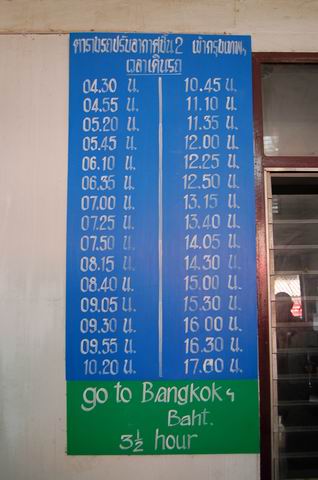 ตารางรถปรับอากาศชั้น 2 เข้ากรุงเทพฯ
เวลาเดินรถ
04.30 น. 10.45 น.
04.55 น. 11.10 น.
05.20 น. 11.35 น.
05.45 น. 12.00 น.
06.10 น. 12.25 น.
06.35 น. 12.50 น.
07.00 น. 13.15 น.
07.25 น. 13.40 น.
07.50 น. 14.05 น.
08.15 น. 14.30 น.
08.40 น. 15.00 น.
09.05 น. 15.30 น.
09.30 น. 16.00 น.
09.55 น. 16.30 น.
10.20 น. 17.00 น.
go to Bangkok
Baht.
3½ hour